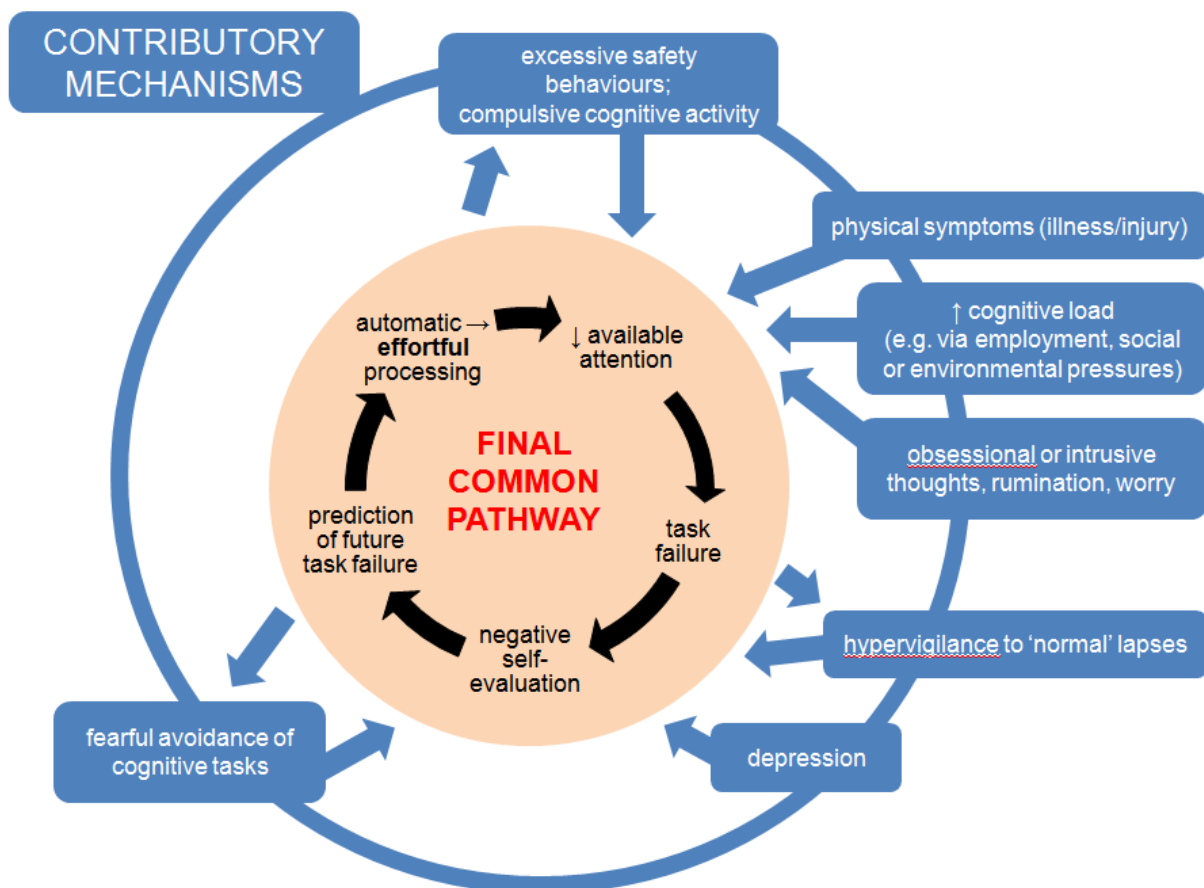 CONTRIBUTORY
MECHANISMS
excessive safety
behaviours;
compulsive cognitive activity
physical symptoms (illness/injury)
↑ cognitive load
(e.g. via employment, social
or environmental pressures)
obsessional or intrusive
thoughts, rumination, worry
hypervigilance to ‘normal’ lapses
depression
fearful avoidance of
cognitive tasks
automatic →
effortful
processing
↓ available
attention
task
failure
negative
self-
evaluation
prediction
of future
task failure
FINAL
COMMON
PATHWAY